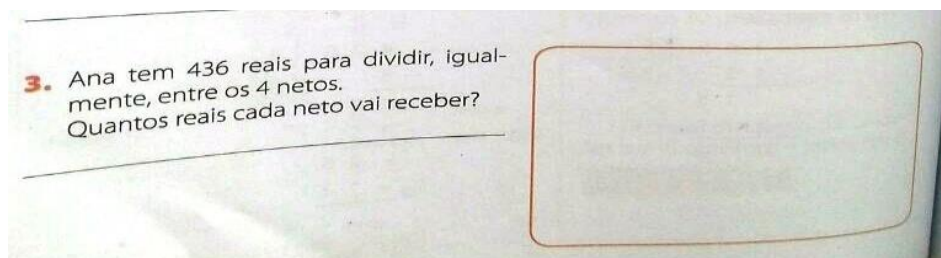 3. Ana tem 436 reais para dividir, igual-
mente, entre os 4 netos.
Quantos reais cada neto vai receber?